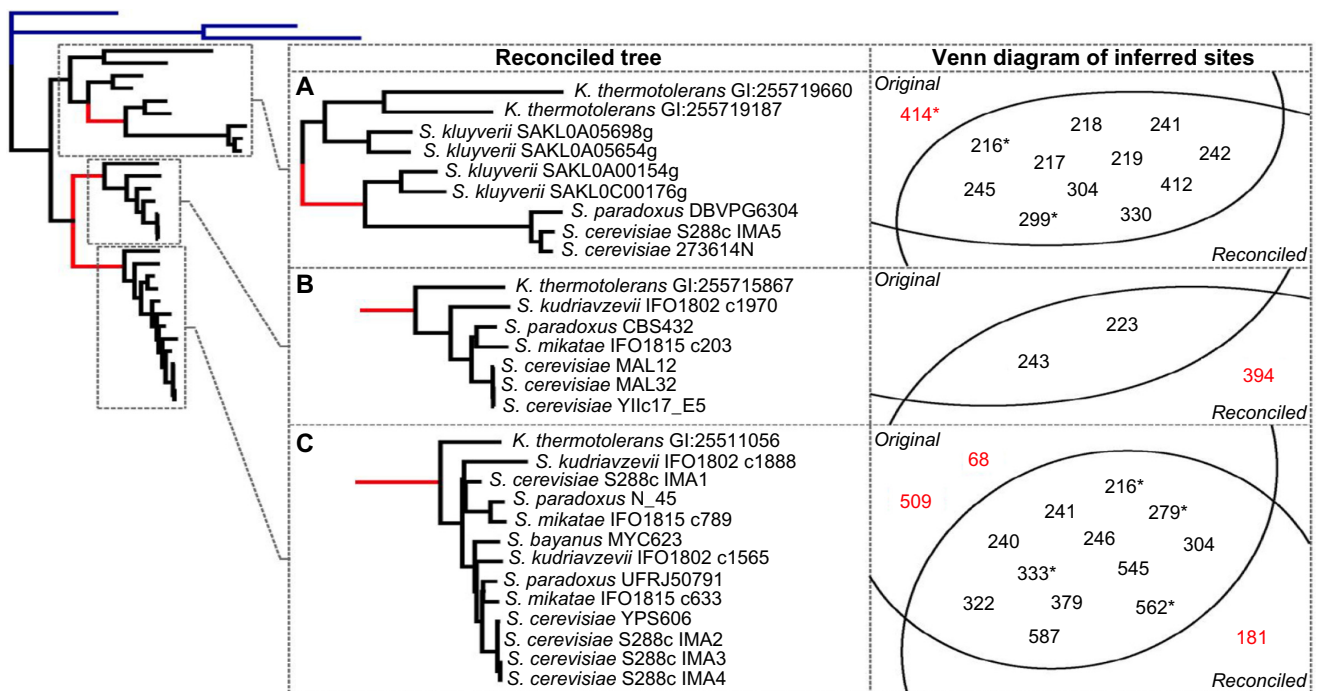 Reconciled tree
Venn diagram of inferred sites
A
K. thermotolerans GI:255719660
K. thermotolerans GI:255719187
S. kluyverii SAKL0A05698g
S. kluyverii SAKL0A05654g
S. kluyverii SAKL0A00154g
S. kluyverii SAKL0C00176g
S. paradoxus DBVPG6304
S. cerevisiae S288c IMA5
S. cerevisiae 273614N
Original
414*
216*
218
241
217
219
242
245
304
412
299*
330
Reconciled
B
K. thermotolerans GI:255715867
S. kudriavzevii IFO1802 c1970
S. paradoxus CBS432
S. mikatae IFO1815 c203
S. cerevisiae MAL12
S. cerevisiae MAL32
S. cerevisiae YIIc17_E5
Original
223
243
394
Reconciled
C
K. thermotolerans GI:25511056
S. kudriavzevii IFO1802 c1888
S. cerevisiae S288c IMA1
S. paradoxus N_45
S. mikatae IFO1815 c789
S. bayanus MYC623
S. kudriavzevii IFO1802 c1565
S. paradoxus UFRJ50791
S. mikatae IFO1815 c633
S. cerevisiae YPS606
S. cerevisiae S288c IMA2
S. cerevisiae S288c IMA3
S. cerevisiae S288c IMA4
Original
68
509
216*
241
279*
240
246
304
333*
545
322
379
562*
587
181
Reconciled